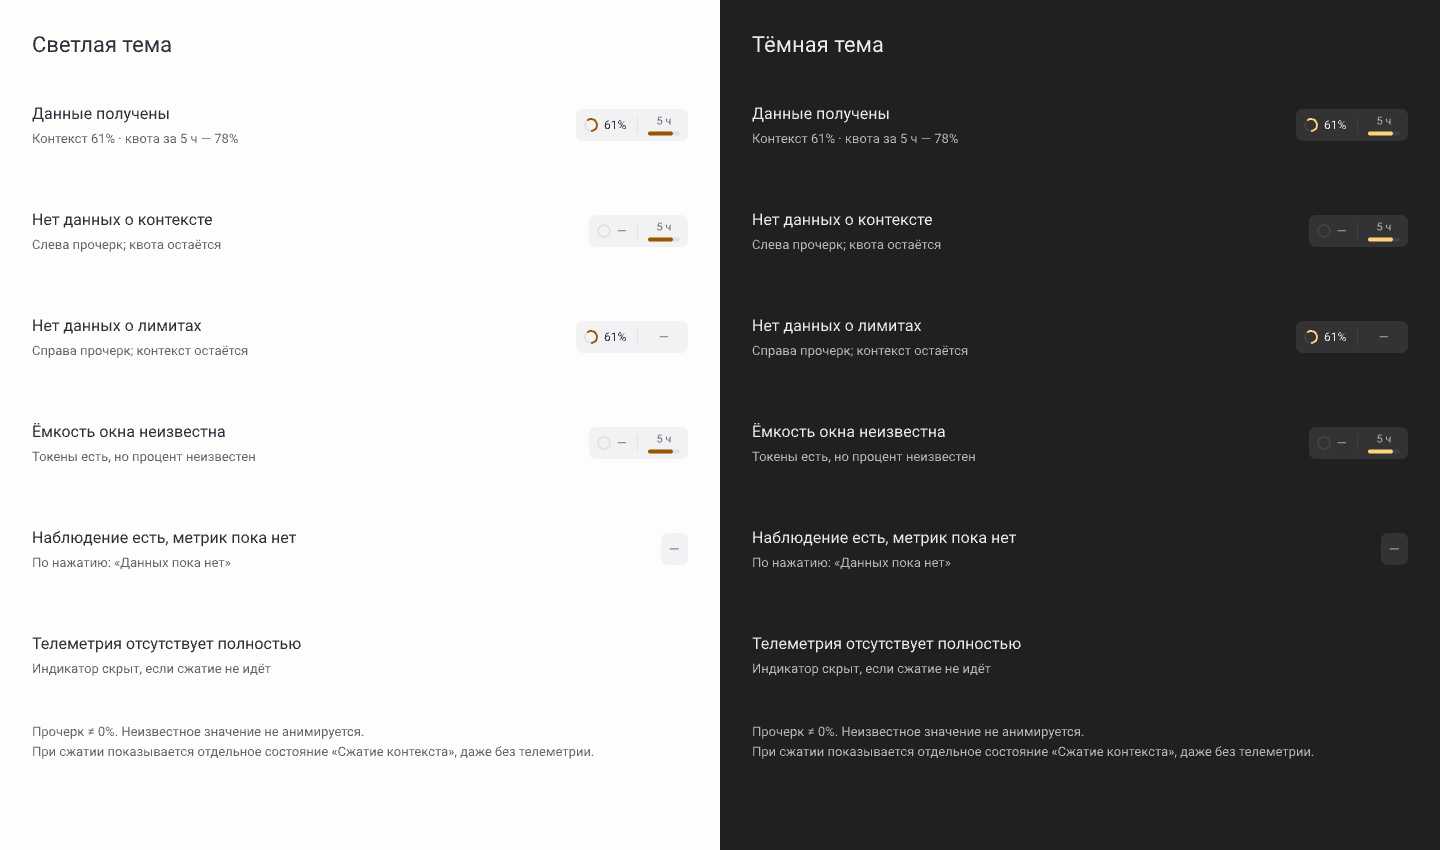 Светлая тема
Данные получены
Контекст 61% · квота за 5 ч — 78%
61%
5 ч
Нет данных о контексте
Слева прочерк; квота остаётся
—
5 ч
Нет данных о лимитах
Справа прочерк; контекст остаётся
61%
—
Ёмкость окна неизвестна
Токены есть, но процент неизвестен
—
5 ч
Наблюдение есть, метрик пока нет
По нажатию: «Данных пока нет»
—
Телеметрия отсутствует полностью
Индикатор скрыт, если сжатие не идёт
Прочерк ≠ 0%. Неизвестное значение не анимируется.
При сжатии показывается отдельное состояние «Сжатие контекста», даже без телеметрии.
Тёмная тема
Данные получены
Контекст 61% · квота за 5 ч — 78%
61%
5 ч
Нет данных о контексте
Слева прочерк; квота остаётся
—
5 ч
Нет данных о лимитах
Справа прочерк; контекст остаётся
61%
—
Ёмкость окна неизвестна
Токены есть, но процент неизвестен
—
5 ч
Наблюдение есть, метрик пока нет
По нажатию: «Данных пока нет»
—
Телеметрия отсутствует полностью
Индикатор скрыт, если сжатие не идёт
Прочерк ≠ 0%. Неизвестное значение не анимируется.
При сжатии показывается отдельное состояние «Сжатие контекста», даже без телеметрии.